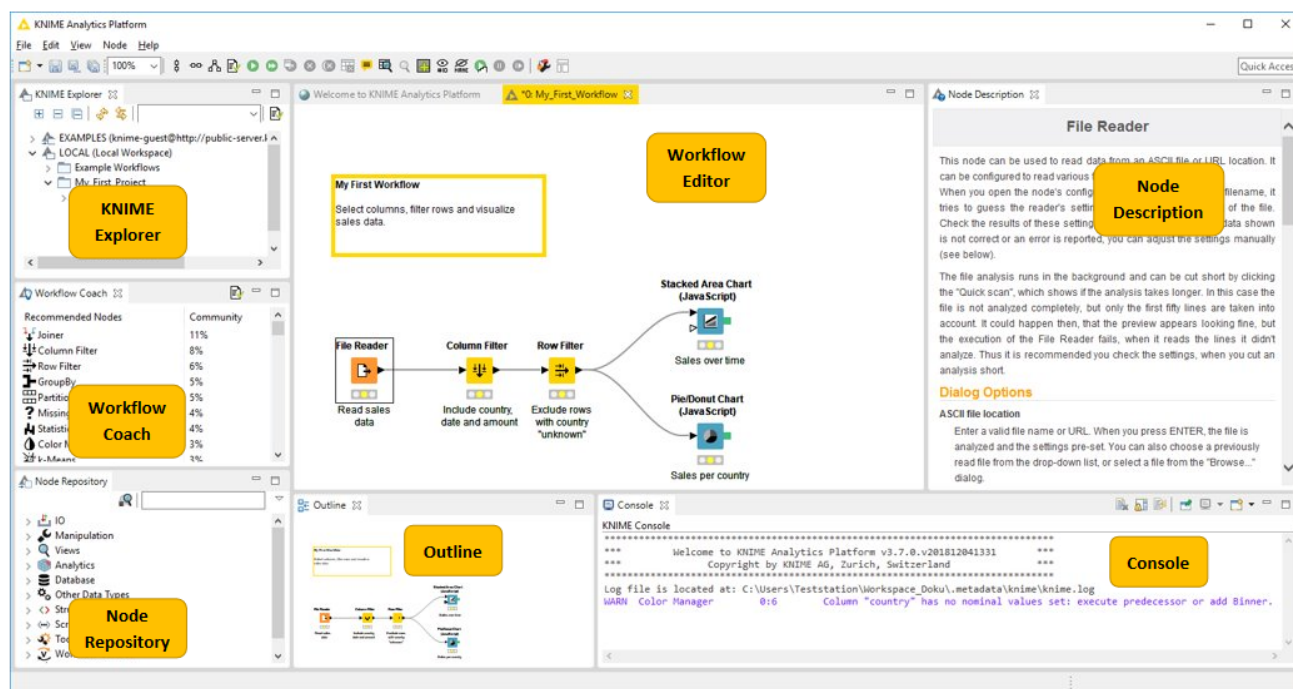 KNIME Analytics Platform
File Edit View Node Help
100%
Quick Acces
KNIME Explorer
EXAMPLES (knime-guest@http://public-server.k
LOCAL (Local Workspace)
Example Workflows
My_First_Project
KNIME
Explorer
Workflow Coach
Recommended Nodes Community
Joiner 11%
Column Filter 8%
Row Filter 6%
GroupBy 5%
Partitio 5%
Missing 4%
Statistic 4%
Color M 3%
k-Means 3%
Workflow
Coach
Node Repository
IO
Manipulation
Views
Analytics
Database
Other Data Types
Stru
Scr
Too
Wo
Node
Repository
Welcome to KNIME Analytics Platform
*0: My_First_Workflow
Workflow
Editor
My First Workflow
Select columns, filter rows and visualize
sales data.
File Reader
Read sales
data
Column Filter
Include country,
date and amount
Row Filter
Exclude rows
with country
"unknown"
Stacked Area Chart
(JavaScript)
Sales over time
Pie/Donut Chart
(JavaScript)
Sales per country
Node Description
File Reader
This node can be used to read data from an ASCII file or URL location. It
can be configured to read various f
When you open the node's config filename, it
tries to guess the reader's settin of the file.
Check the results of these setting data shown
is not correct or an error is reported, you can adjust the settings manually
(see below).
Node
Description
The file analysis runs in the background and can be cut short by clicking
the "Quick scan", which shows if the analysis takes longer. In this case the
file is not analyzed completely, but only the first fifty lines are taken into
account. It could happen then, that the preview appears looking fine, but
the execution of the File Reader fails, when it reads the lines it didn't
analyze. Thus it is recommended you check the settings, when you cut an
analysis short.
Dialog Options
ASCII file location
Enter a valid file name or URL. When you press ENTER, the file is
analyzed and the settings pre-set. You can also choose a previously
read file from the drop-down list, or select a file from the "Browse..."
dialog.
Outline
Outline
Console
KNIME Console
*** Welcome to KNIME Analytics Platform v3.7.0.v201812041331 ***
*** Copyright by KNIME AG, Zurich, Switzerland ***
Log file is located at: C:\Users\Teststation\Workspace_Doku\.metadata\knime\knime.log
WARN Color Manager 0:6 Column "country" has no nominal values set: execute predecessor or add Binner.
Console